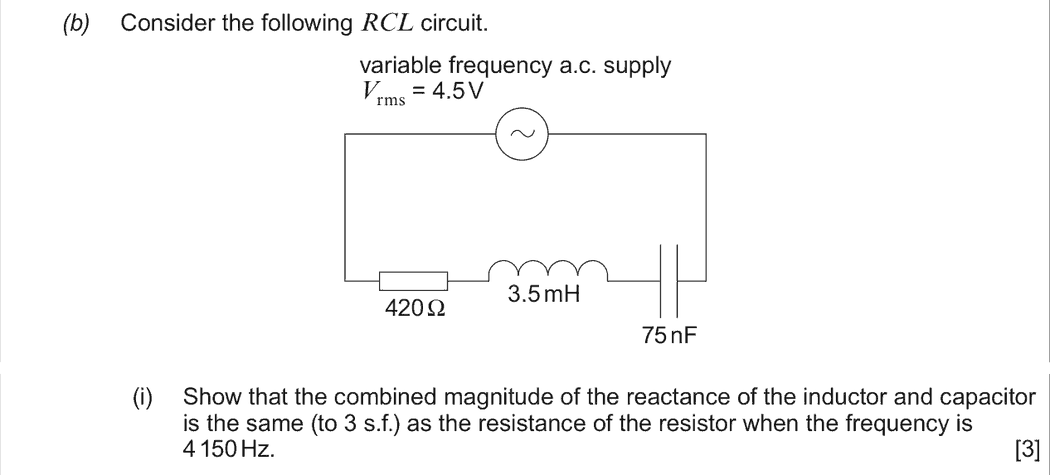 (b) Consider the following RCL circuit.
variable frequency a.c. supply
Vrms = 4.5 V
420 Ω
3.5 mH
75 nF
(i) Show that the combined magnitude of the reactance of the inductor and capacitor
is the same (to 3 s.f.) as the resistance of the resistor when the frequency is
4 150 Hz. [3]